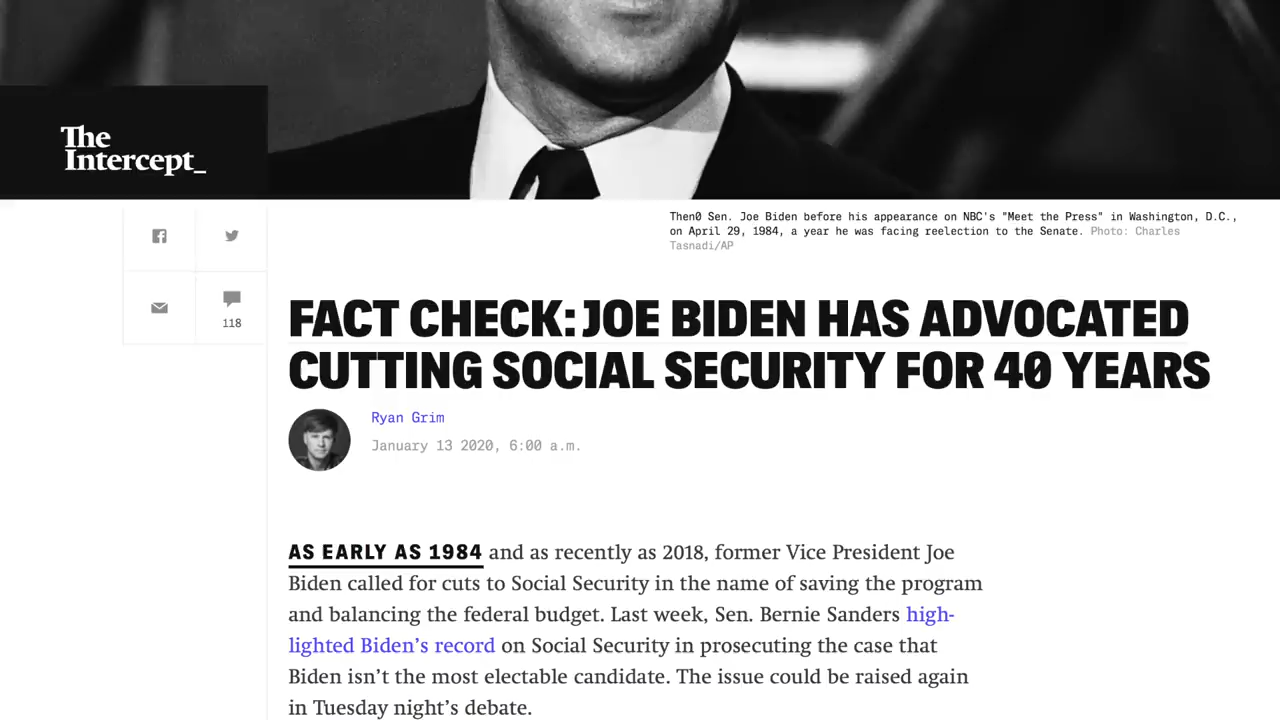 The
Intercept_
Then0 Sen. Joe Biden before his appearance on NBC's "Meet the Press" in Washington, D.C.,
on April 29, 1984, a year he was facing reelection to the Senate. Photo: Charles
Tasnadi/AP
118
FACT CHECK: JOE BIDEN HAS ADVOCATED
CUTTING SOCIAL SECURITY FOR 40 YEARS
Ryan Grim
January 13 2020, 6:00 a.m.
AS EARLY AS 1984 and as recently as 2018, former Vice President Joe
Biden called for cuts to Social Security in the name of saving the program
and balancing the federal budget. Last week, Sen. Bernie Sanders high-
lighted Biden’s record on Social Security in prosecuting the case that
Biden isn’t the most electable candidate. The issue could be raised again
in Tuesday night’s debate.